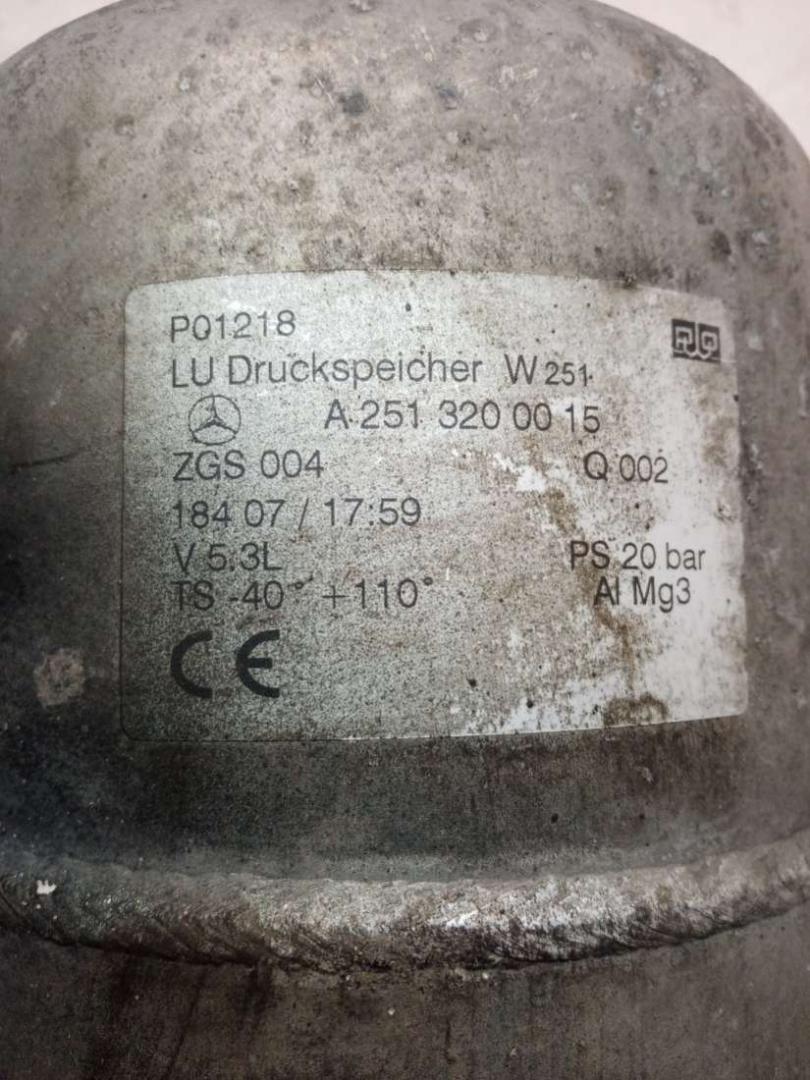 P01218
LU Druckspeicher W 251
A 251 320 00 15
ZGS 004 Q 002
184 07 / 17:59
V 5.3L PS 20 bar
TS -40° +110° Al Mg3
CE